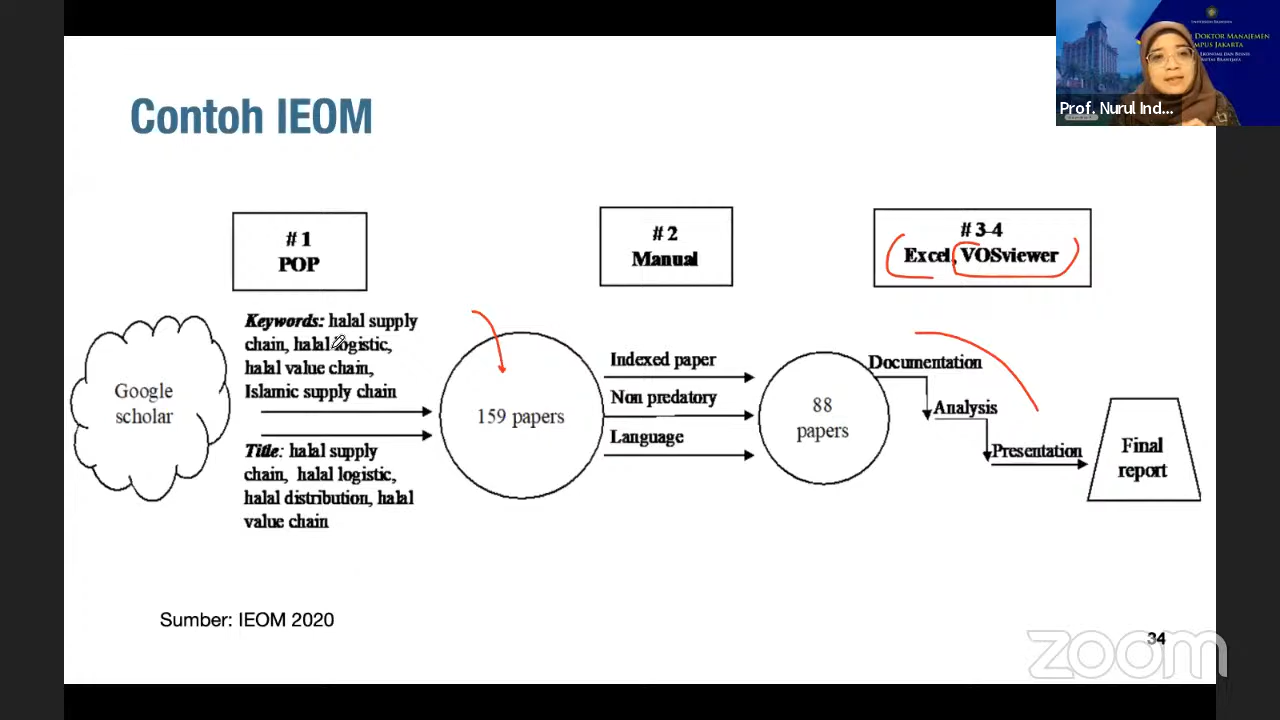 Contoh IEOM
# 1
POP
# 2
Manual
# 3-4
Excel, VOSviewer
Google
scholar
Keywords: halal supply
chain, halal logistic,
halal value chain,
Islamic supply chain
Title: halal supply
chain, halal logistic,
halal distribution, halal
value chain
159 papers
Indexed paper
Non predatory
Language
88
papers
Documentation
Analysis
Presentation
Final
report
Sumber: IEOM 2020
34
zoom
DOKTOR MANAJEMEN
JAKARTA
Prof. Nurul Ind...